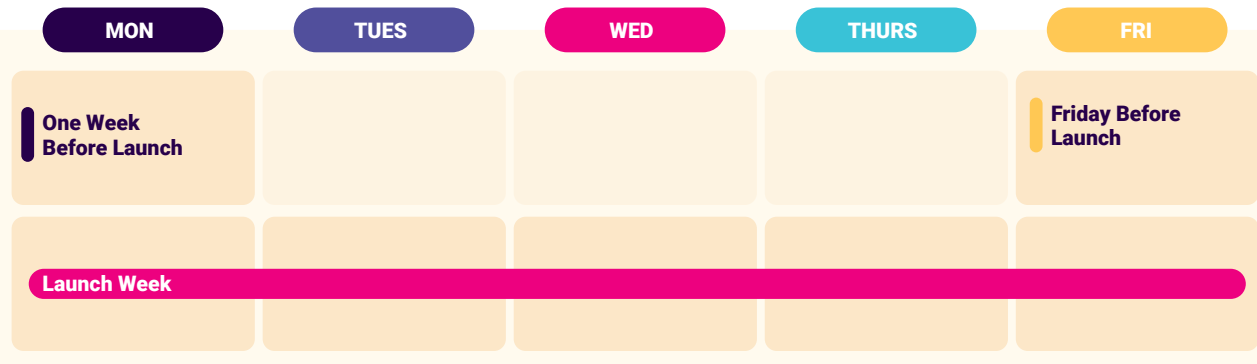 MON
TUES
WED
THURS
FRI
One Week
Before Launch
Friday Before
Launch
Launch Week